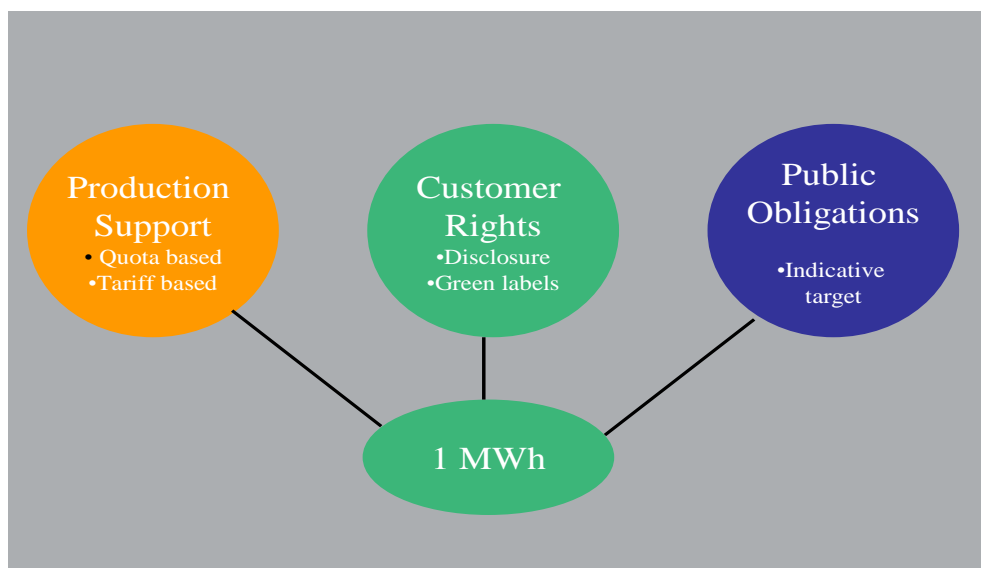 Production
Support
• Quota based
•Tariff based
Customer
Rights
•Disclosure
•Green labels
Public
Obligations
•Indicative
target
1 MWh